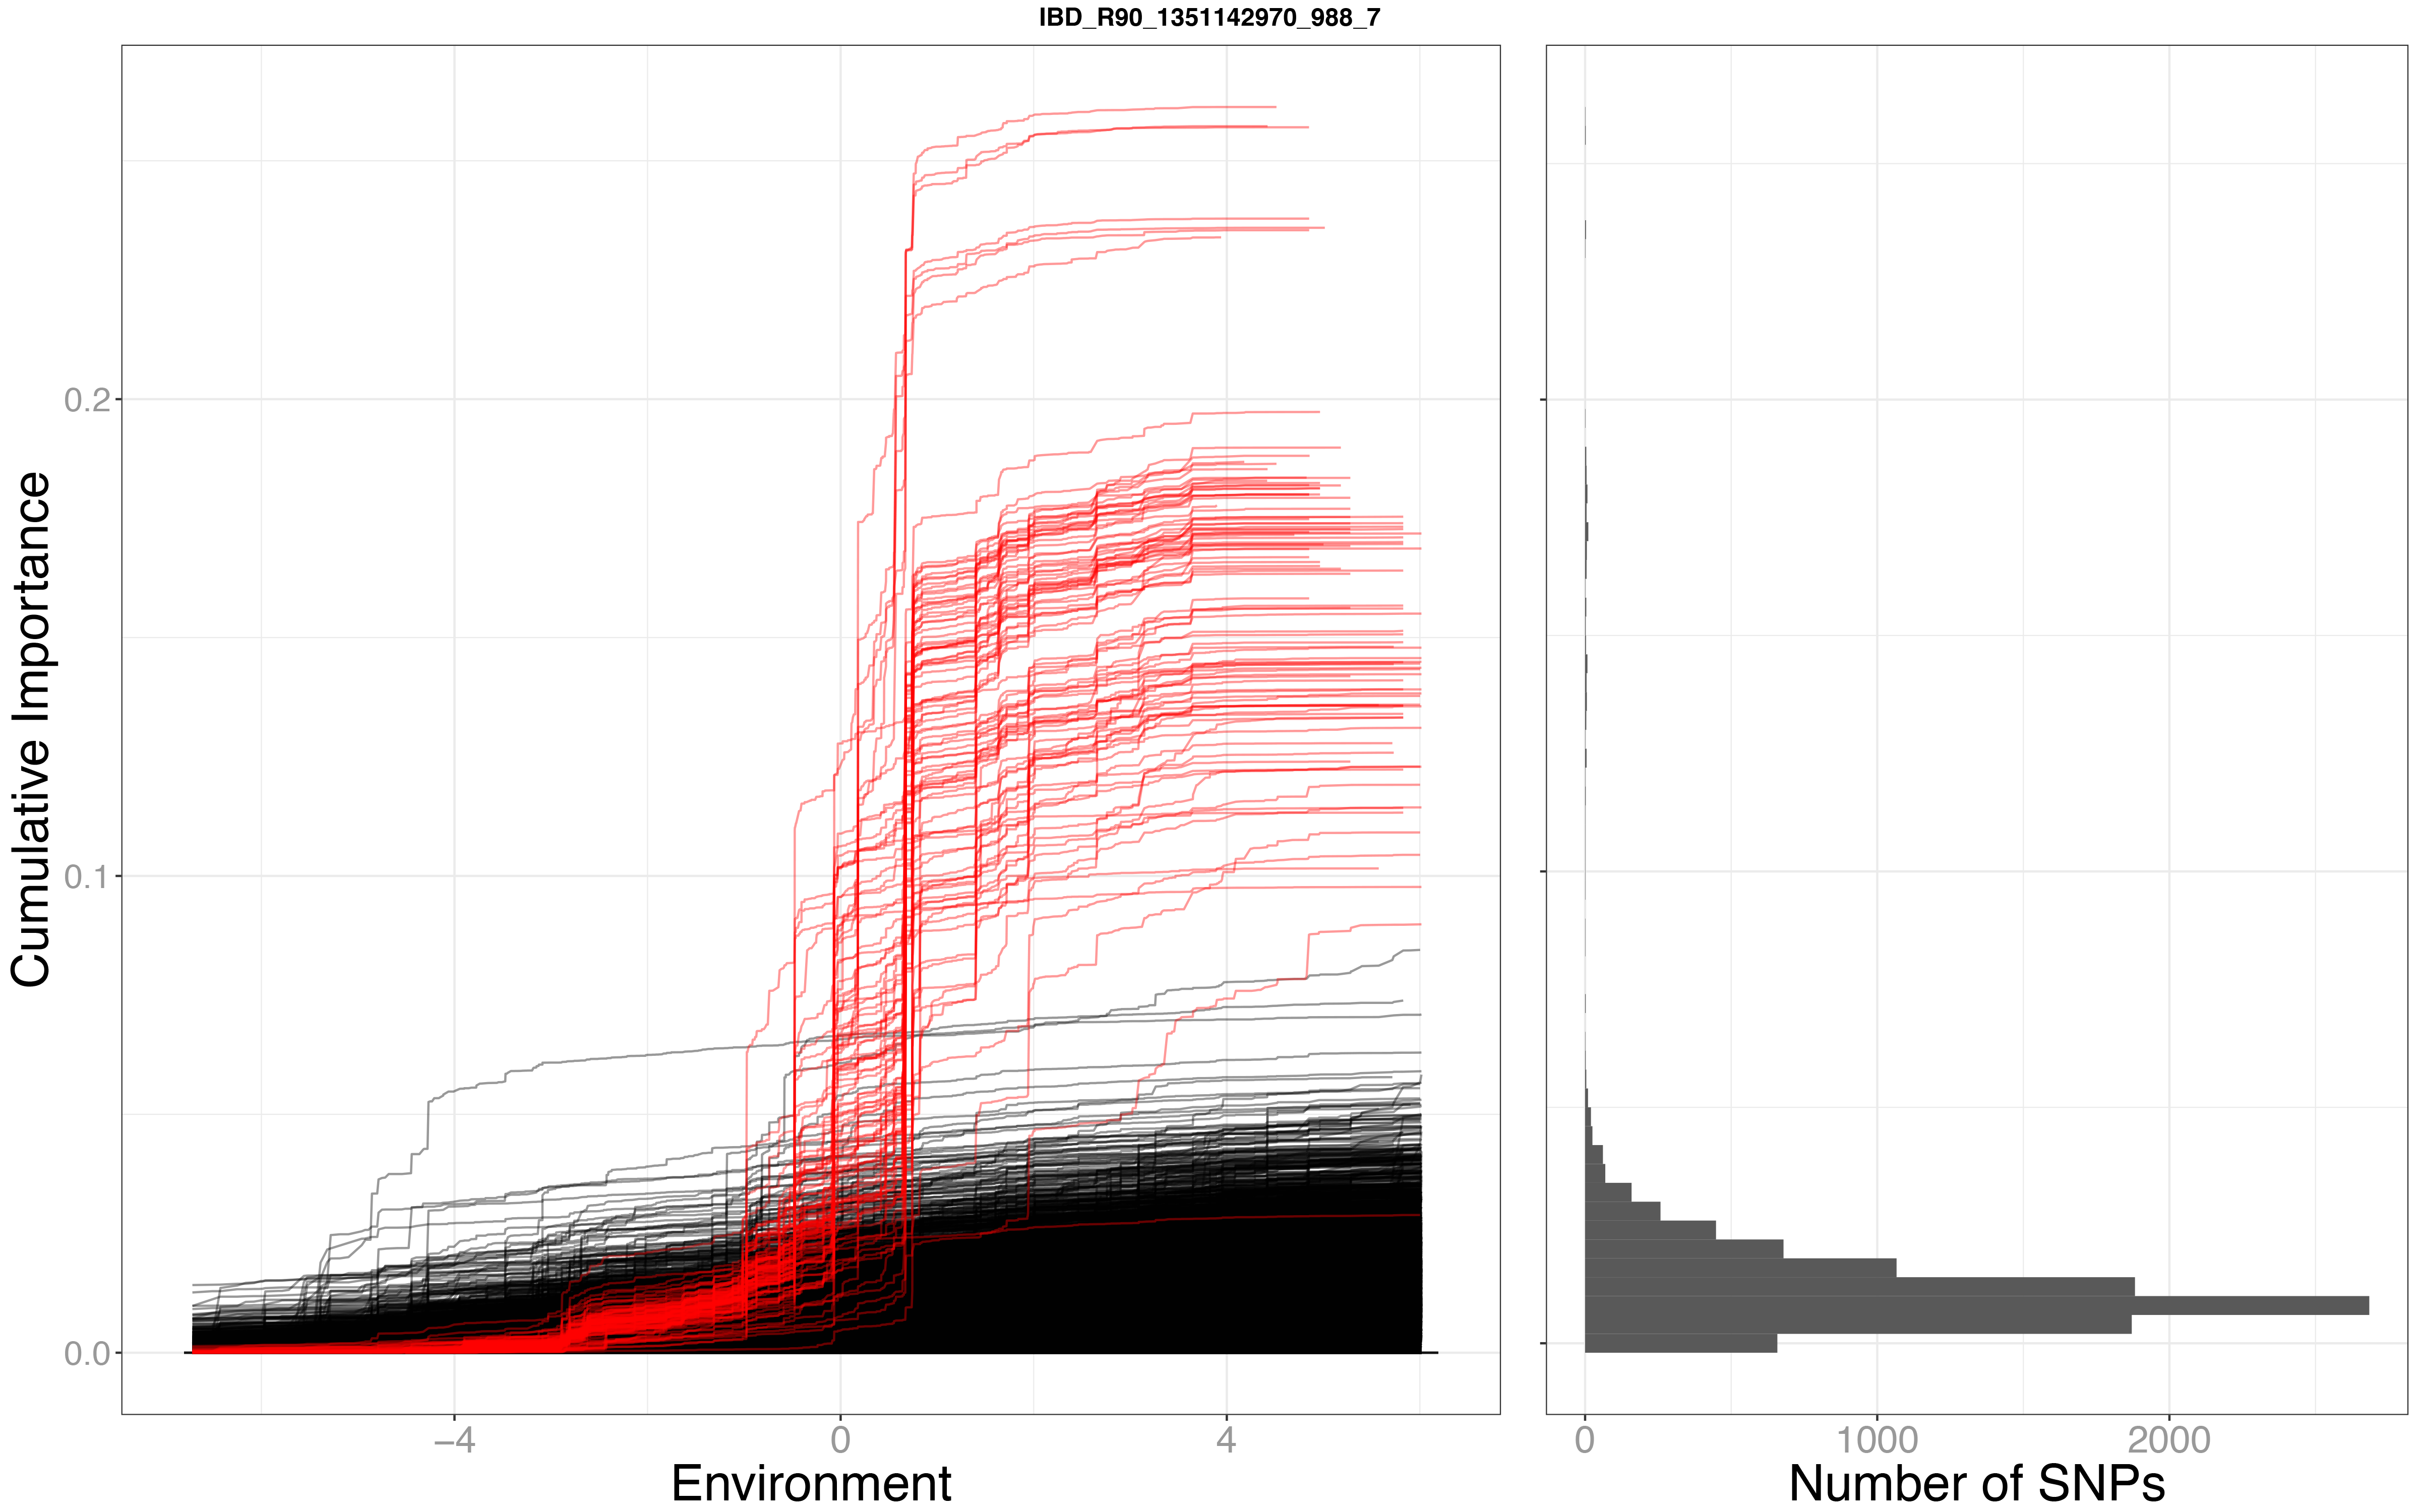 IBD_R90_1351142970_988_7
Cumulative Importance
0.2
0.1
0.0
−4 0 4
Environment
0 1000 2000
Number of SNPs